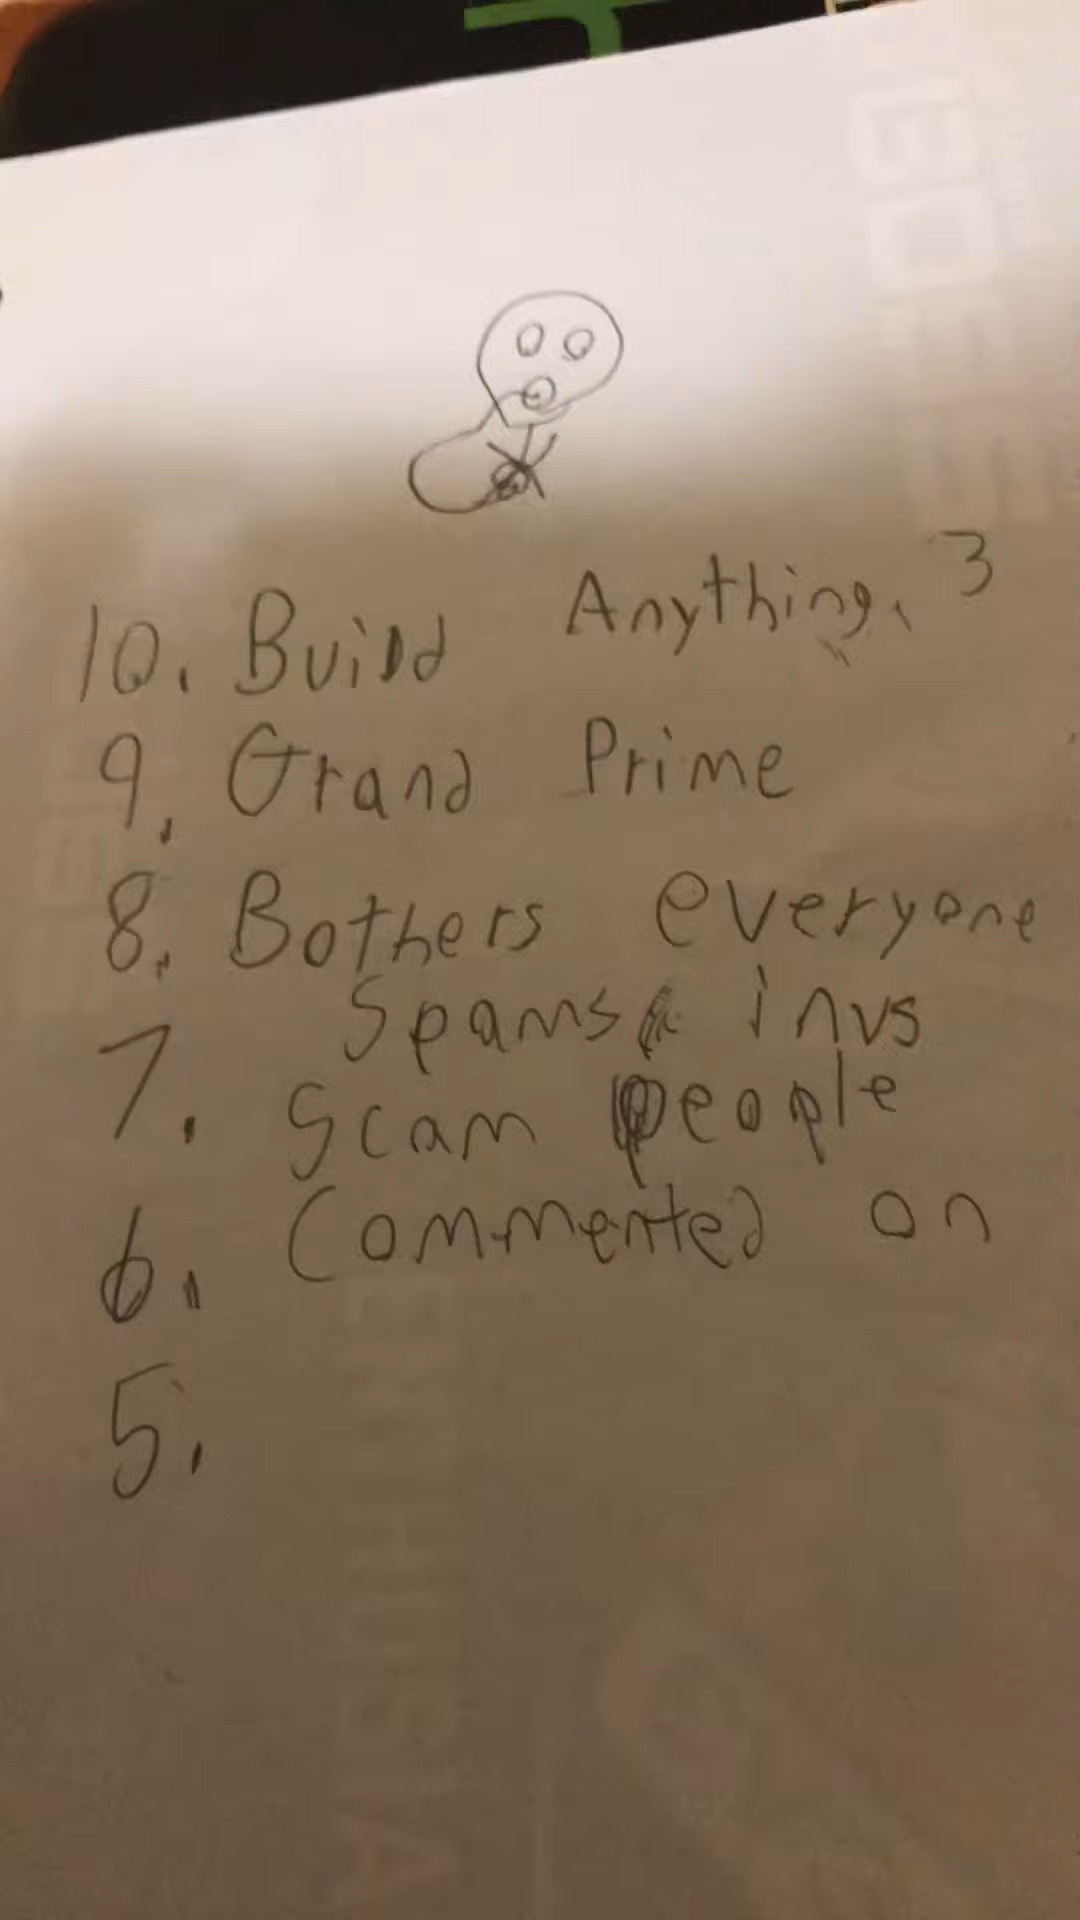 10. Build Anything. 3
9. Grand Prime
8. Bothers everyone
Spams invs
7. Scam people
6. Commented on
5.